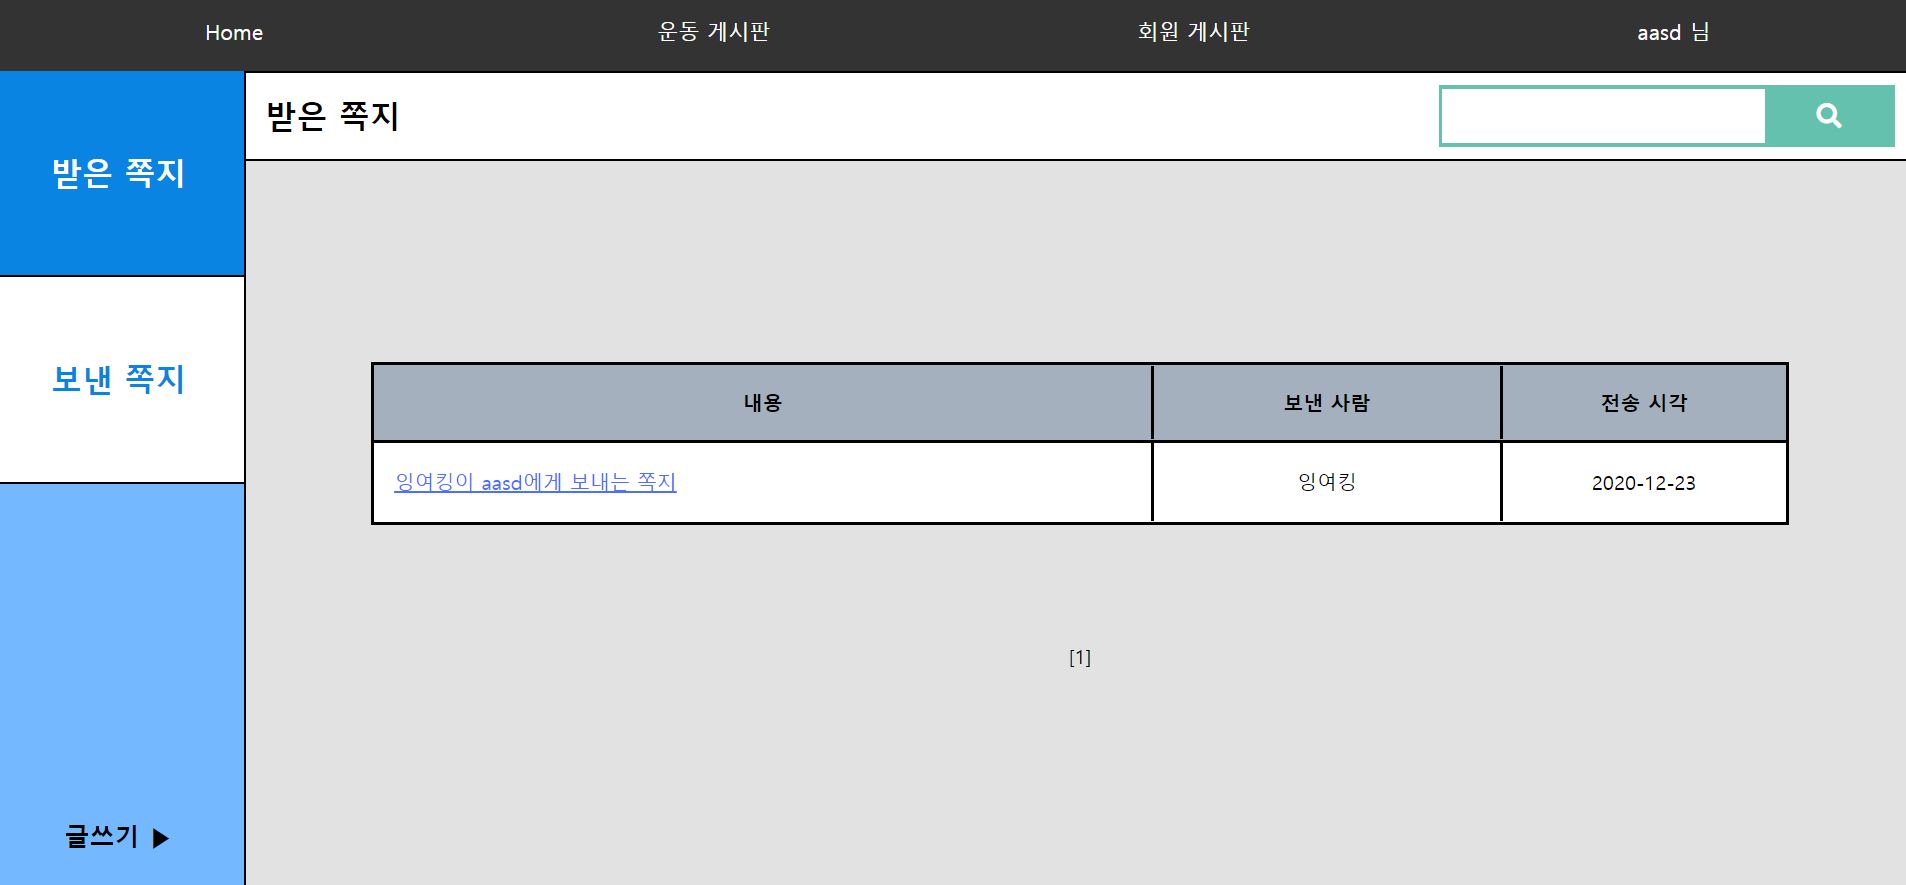 Home 운동 게시판 회원 게시판 aasd 님
받은 쪽지
보낸 쪽지
글쓰기 ▶
받은 쪽지
내용 보낸 사람 전송 시각
잉여킹이 aasd에게 보내는 쪽지 잉여킹 2020-12-23
[1]